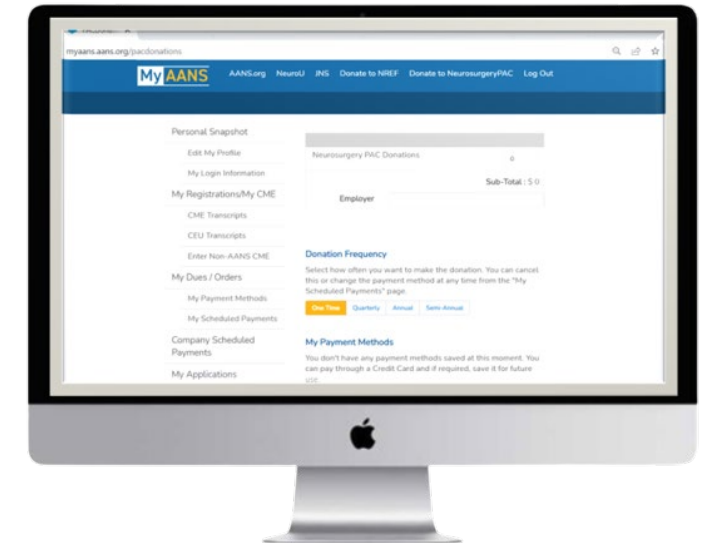 myaans.aans.org/pacdonations
My AANS AANS.org NeuroU JNS Donate to NREF Donate to NeurosurgeryPAC Log Out
Personal Snapshot
Edit My Profile
My Login Information
My Registrations/My CME
CME Transcripts
CEU Transcripts
Enter Non-AANS CME
My Dues / Orders
My Payment Methods
My Scheduled Payments
Company Scheduled
Payments
My Applications
Neurosurgery PAC Donations 0
Sub-Total : $ 0
Employer
Donation Frequency
Select how often you want to make the donation. You can cancel
this or change the payment method at any time from the "My
Scheduled Payments" page.
One Time Quarterly Annual Semi-Annual
My Payment Methods
You don't have any payment methods saved at this moment. You
can pay through a Credit Card and if required, save it for future
use.